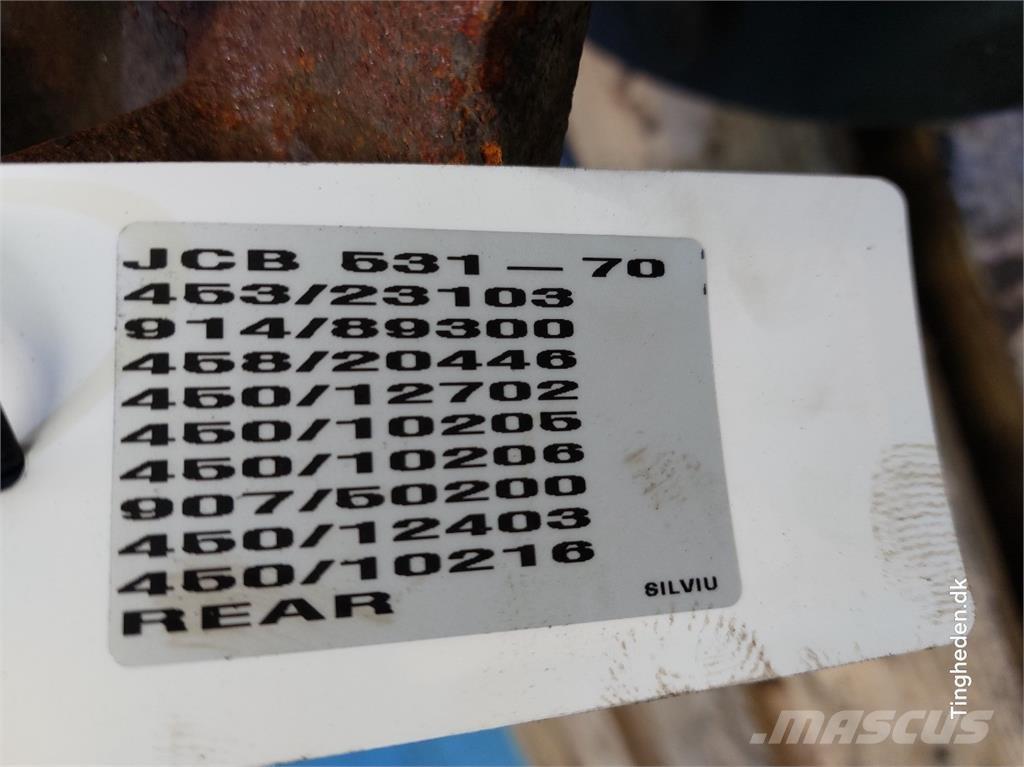 JCB 531-70
453/23103
914/89300
458/20446
450/12702
450/10205
450/10206
907/50200
450/12403
450/10216
REAR
SILVIU
Tingheden.dk
MASCUS